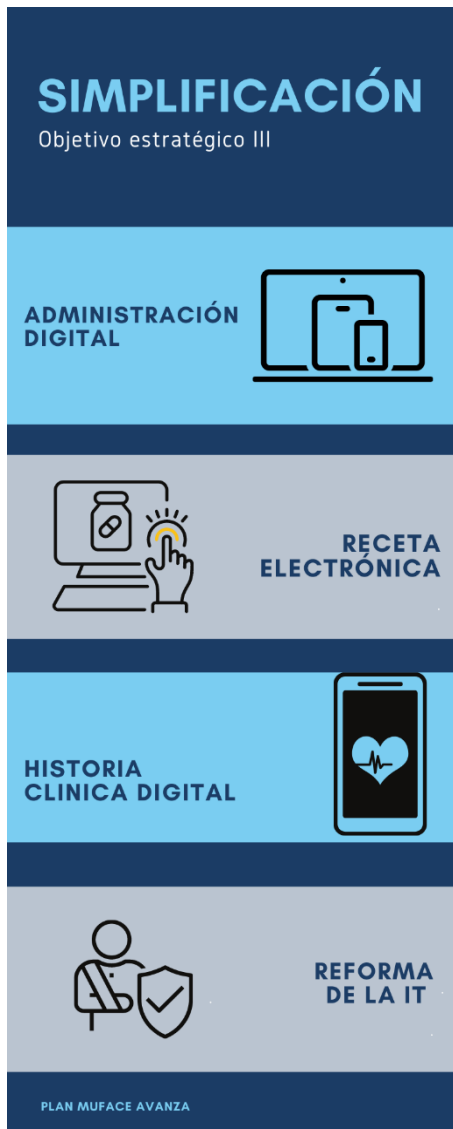 SIMPLIFICACIÓN
Objetivo estratégico III
ADMINISTRACIÓN
DIGITAL
RECETA
ELECTRÓNICA
HISTORIA
CLINICA DIGITAL
REFORMA
DE LA IT
PLAN MUFACE AVANZA